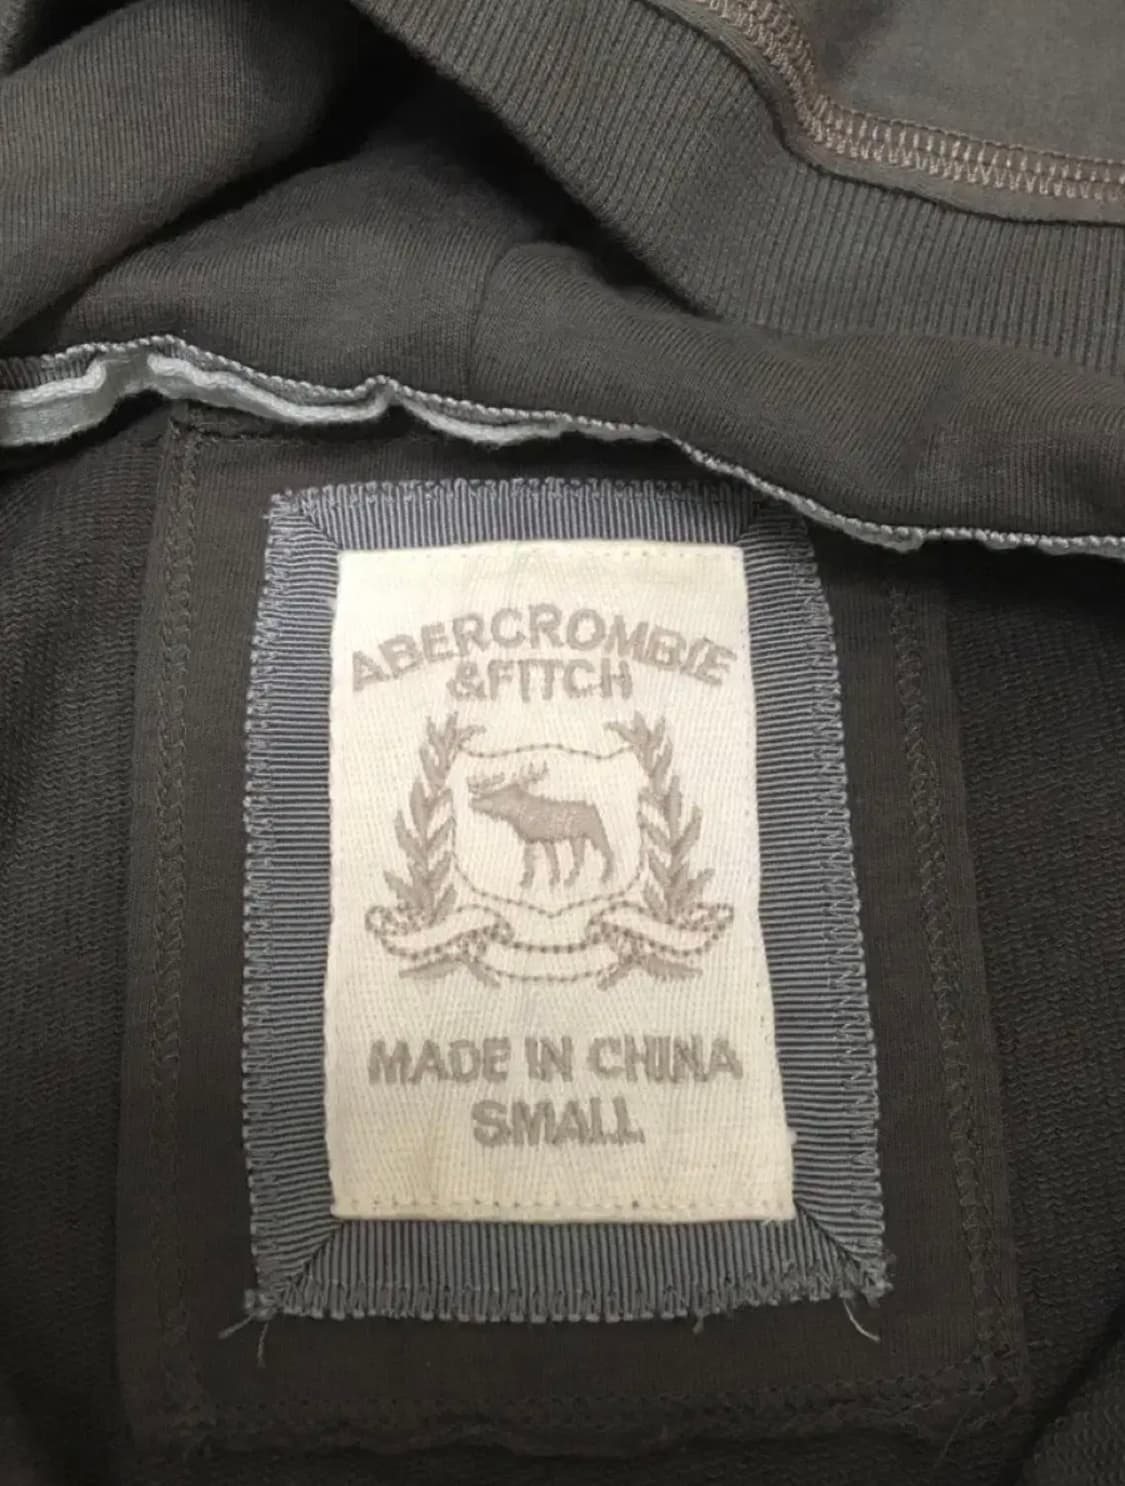 ABERCROMBIE
&FITCH
MADE IN CHINA
SMALL